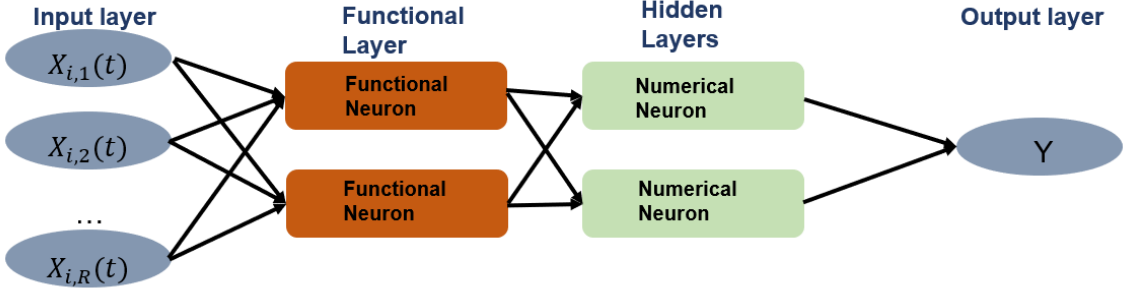 Input layer
Functional
Layer
Hidden
Layers
Output layer
X_{i,1}(t)
X_{i,2}(t)
...
X_{i,R}(t)
Functional
Neuron
Functional
Neuron
Numerical
Neuron
Numerical
Neuron
Y